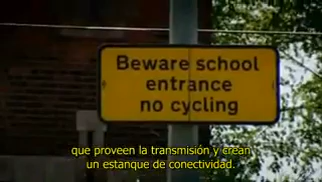 Beware school
entrance
no cycling
que proveen la transmisión y crean
un estanque de conectividad.